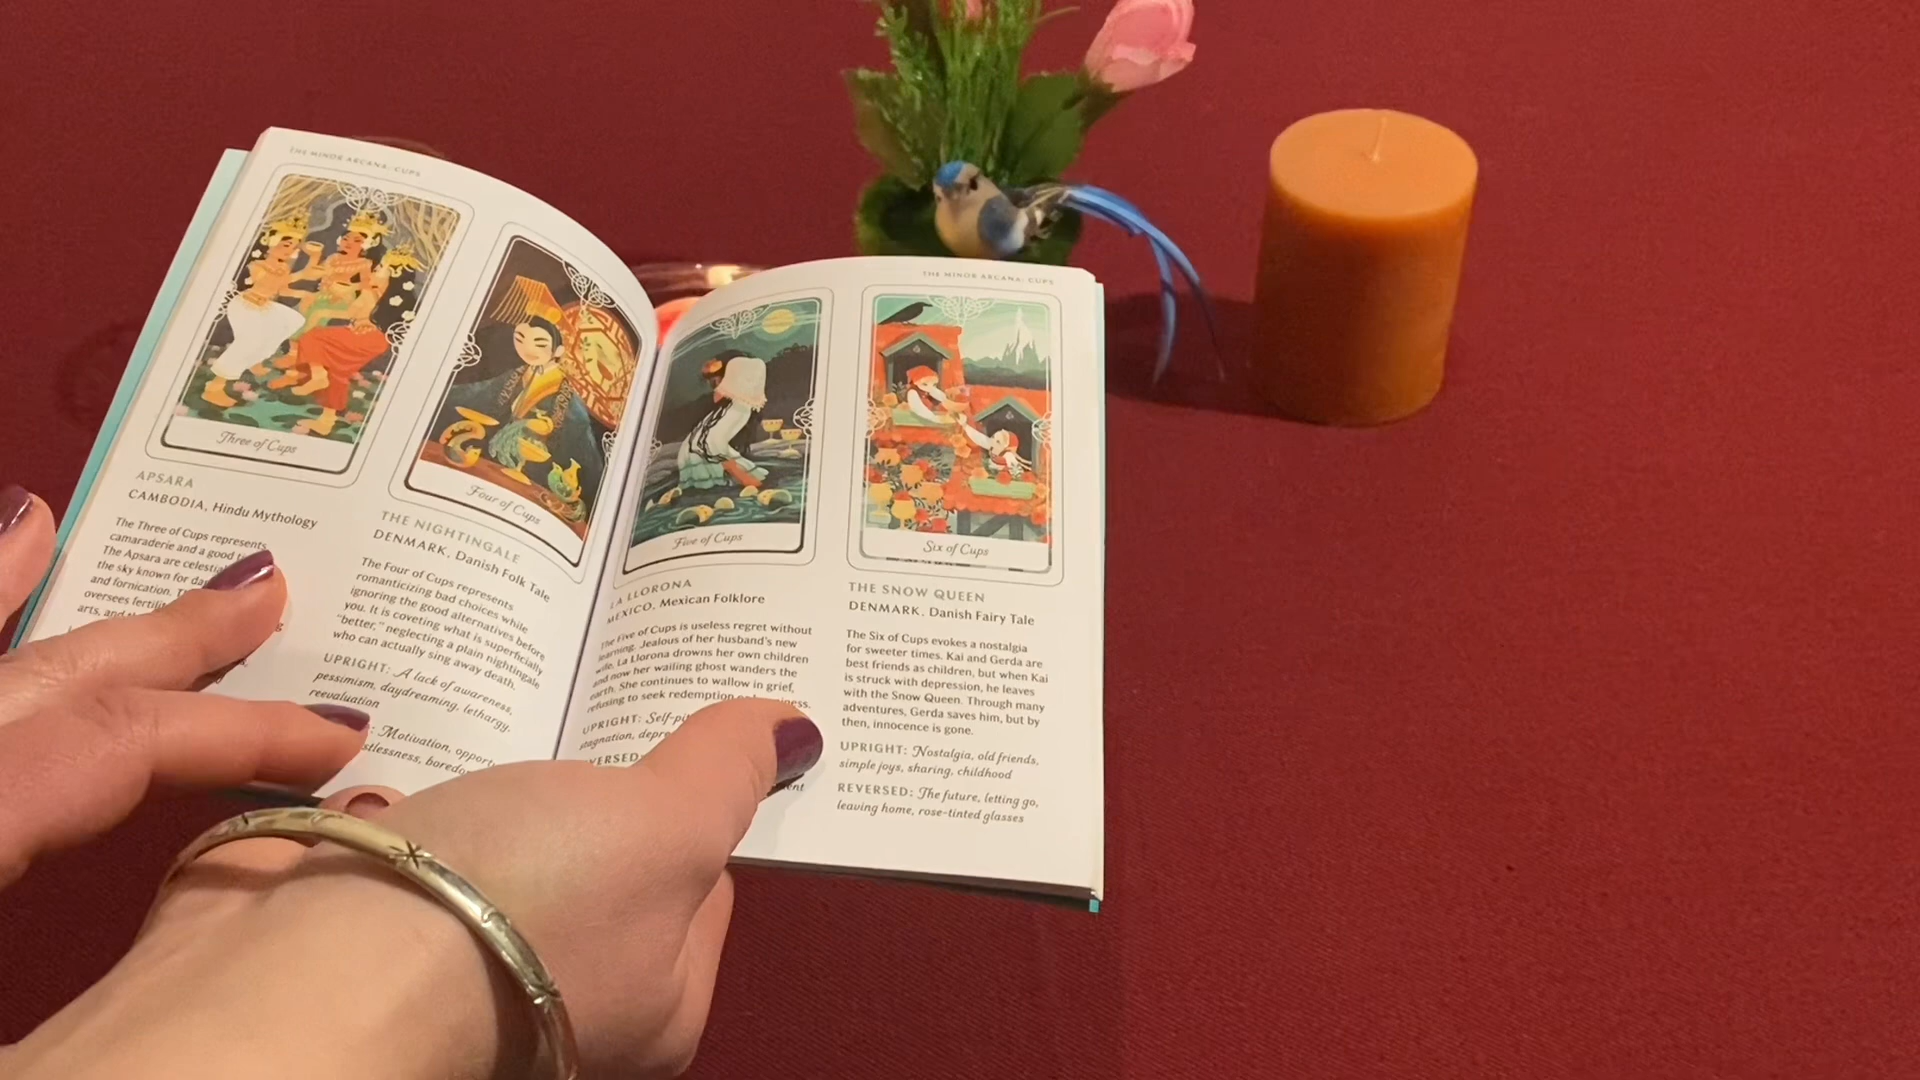 THE MINOR ARCANA: CUPS
Three of Cups
APSARA
CAMBODIA, Hindu Mythology
The Three of Cups represents
camaraderie and a good
The Apsara are
the sky known for
and fornication.
oversees
arts, and
Four of Cups
THE NIGHTINGALE
DENMARK, Danish Folk Tale
The Four of Cups represents
romanticizing bad choices while
ignoring the good alternatives before
you. It is coveting what is superficially
"better," neglecting a plain nightingale
who can actually sing away death.
UPRIGHT: A lack of awareness,
pessimism, daydreaming, lethargy,
reevaluation
Motivation,
boredom
THE MINOR ARCANA: CUPS
Five of Cups
LA LLORONA
MEXICO, Mexican Folklore
The Five of Cups is useless regret without
learning. Jealous of her husband's new
wife, La Llorona drowns her own children
and now her wailing ghost wanders the
earth. She continues to wallow in grief,
refusing to seek redemption
UPRIGHT:
stagnation,
Six of Cups
THE SNOW QUEEN
DENMARK, Danish Fairy Tale
The Six of Cups evokes a nostalgia
for sweeter times. Kai and Gerda are
best friends as children, but when Kai
is struck with depression, he leaves
with the Snow Queen. Through many
adventures, Gerda saves him, but by
then, innocence is gone.
UPRIGHT: Nostalgia, old friends,
simple joys, sharing, childhood
REVERSED: The future, letting go,
leaving home, rose-tinted glasses